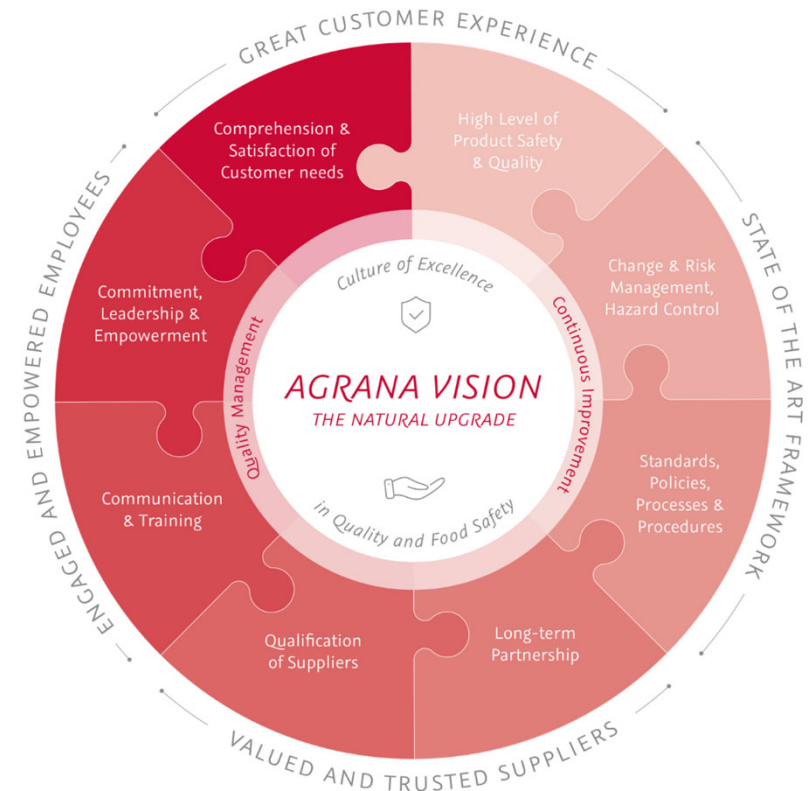 GREAT CUSTOMER EXPERIENCE
Comprehension &
Satisfaction of
Customer needs
High Level of
Product Safety
& Quality
STATE OF THE ART FRAMEWORK
Change & Risk
Management,
Hazard Control
Standards,
Policies,
Processes &
Procedures
VALUED AND TRUSTED SUPPLIERS
Long-term
Partnership
Qualification
of Suppliers
ENGAGED AND EMPOWERED EMPLOYEES
Communication
& Training
Commitment,
Leadership &
Empowerment
Quality Management
Continuous Improvement
Culture of Excellence
AGRANA VISION
THE NATURAL UPGRADE
in Quality and Food Safety